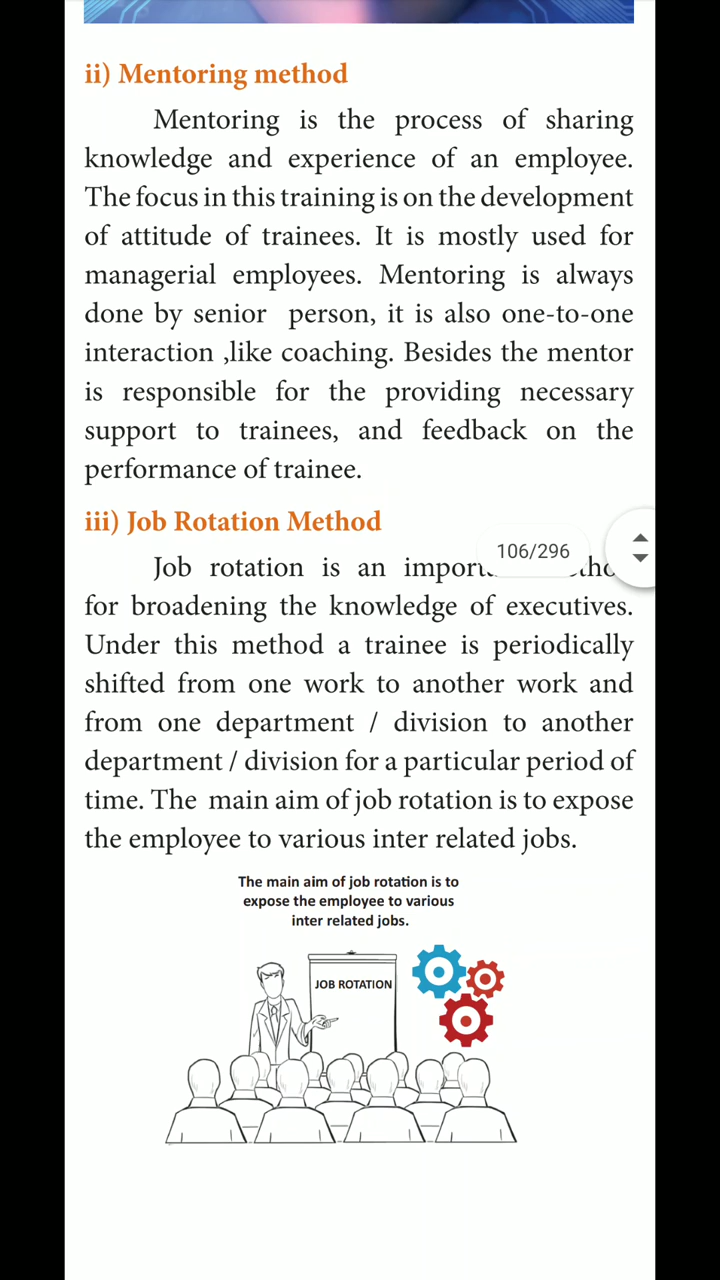 ii) Mentoring method
Mentoring is the process of sharing
knowledge and experience of an employee.
The focus in this training is on the development
of attitude of trainees. It is mostly used for
managerial employees. Mentoring is always
done by senior person, it is also one-to-one
interaction ,like coaching. Besides the mentor
is responsible for the providing necessary
support to trainees, and feedback on the
performance of trainee.
iii) Job Rotation Method
106/296
Job rotation is an
for broadening the knowledge of executives.
Under this method a trainee is periodically
shifted from one work to another work and
from one department / division to another
department / division for a particular period of
time. The main aim of job rotation is to expose
the employee to various inter related jobs.
The main aim of job rotation is to
expose the employee to various
inter related jobs.
JOB ROTATION